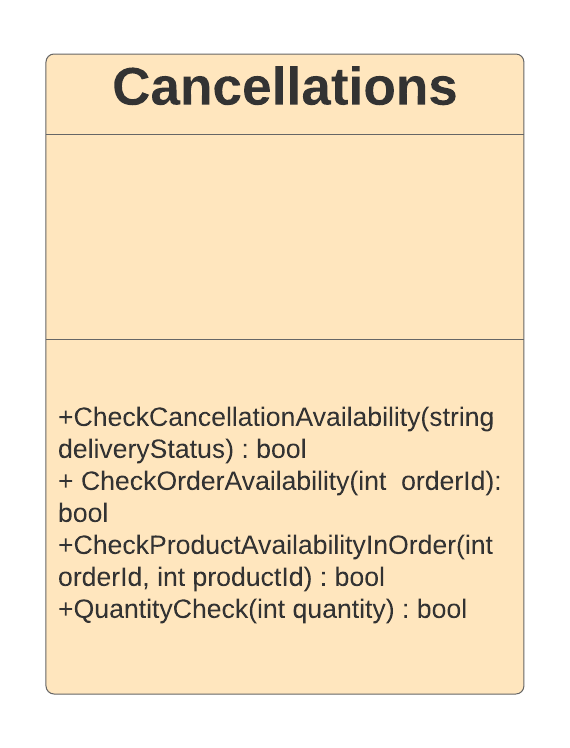 Cancellations
+CheckCancellationAvailability(string
deliveryStatus) : bool
+ CheckOrderAvailability(int  orderId):
bool
+CheckProductAvailabilityInOrder(int
orderId, int productId) : bool
+QuantityCheck(int quantity) : bool